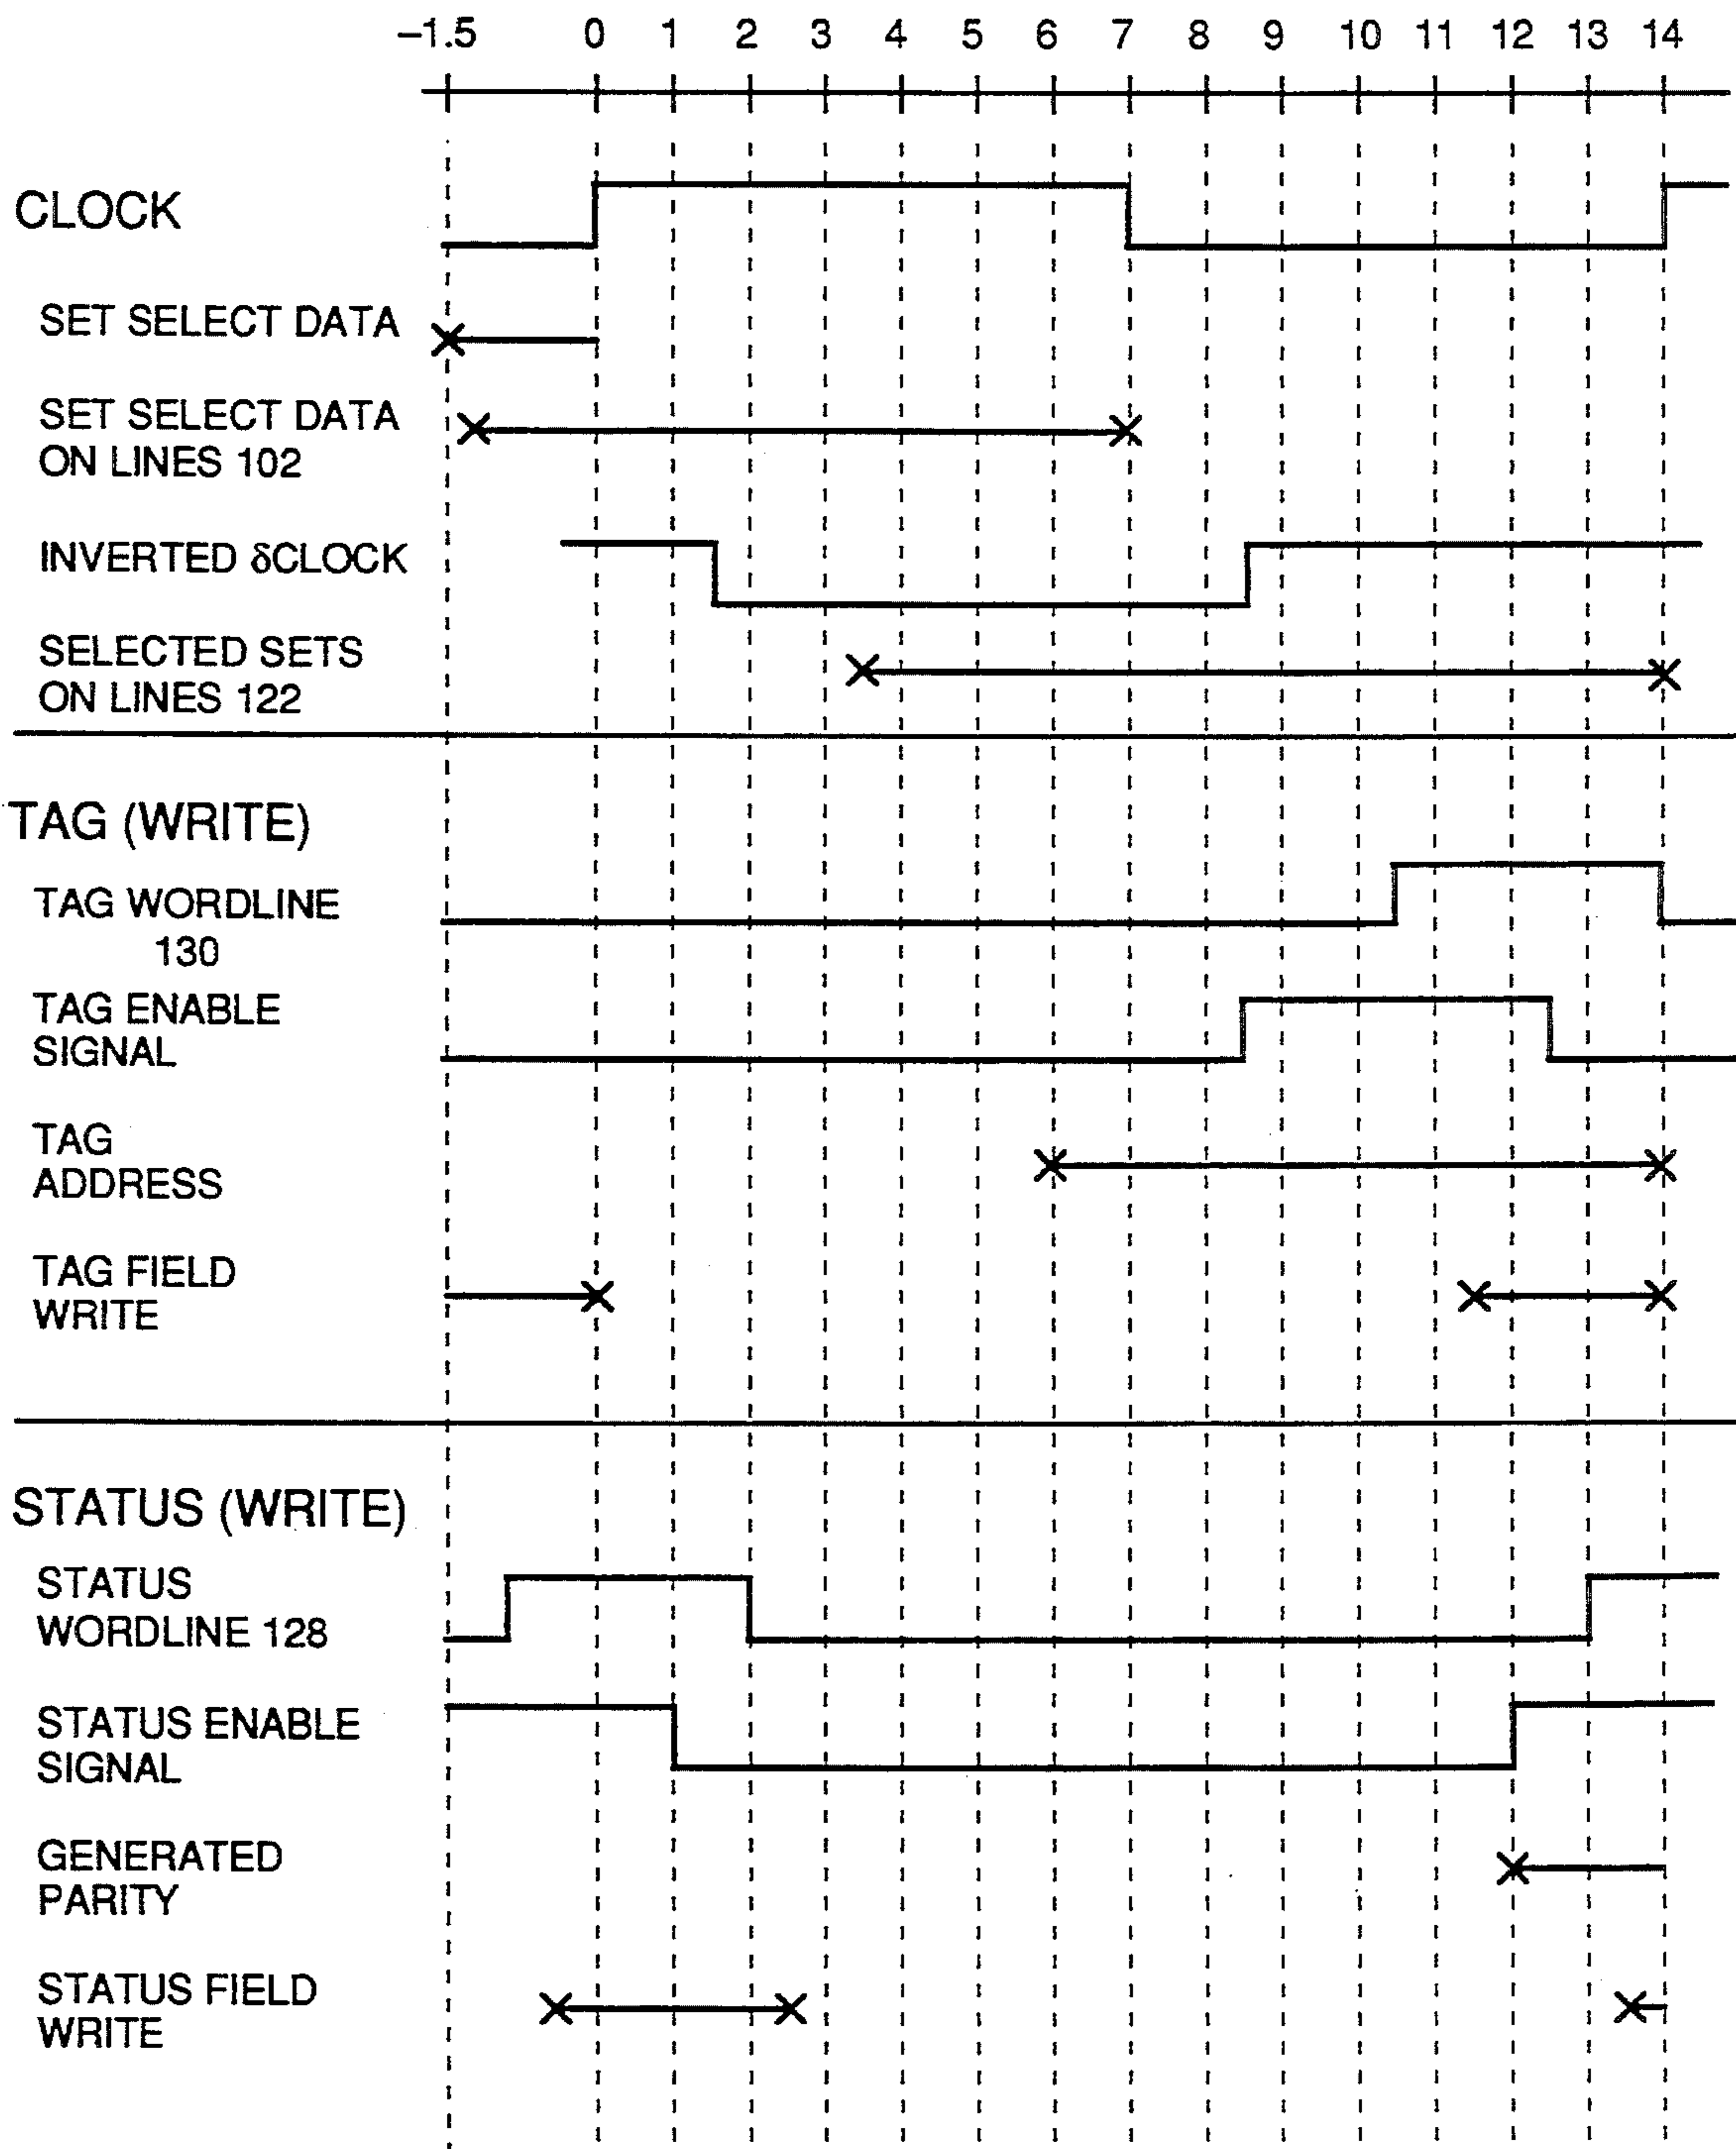 –1.5 0 1 2 3 4 5 6 7 8 9 10 11 12 13 14
CLOCK
SET SELECT DATA
SET SELECT DATA
ON LINES 102
INVERTED δCLOCK
SELECTED SETS
ON LINES 122
TAG (WRITE)
TAG WORDLINE
130
TAG ENABLE
SIGNAL
TAG
ADDRESS
TAG FIELD
WRITE
STATUS (WRITE)
STATUS
WORDLINE 128
STATUS ENABLE
SIGNAL
GENERATED
PARITY
STATUS FIELD
WRITE